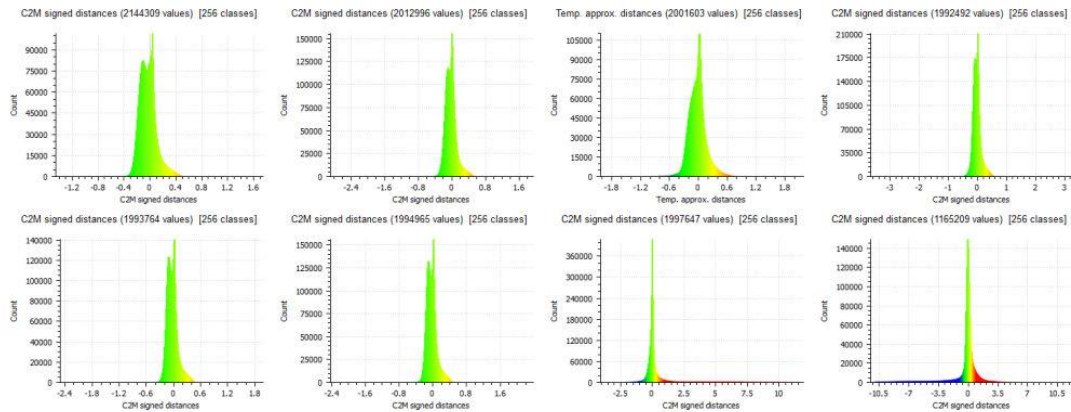 C2M signed distances (2144309 values) [256 classes]
Count
90000
75000
60000
45000
30000
15000
0
-1.2 -0.8 -0.4 0 0.4 0.8 1.2 1.6
C2M signed distances
C2M signed distances (2012996 values) [256 classes]
Count
150000
125000
100000
75000
50000
25000
0
-2.4 -1.6 -0.8 0 0.8 1.6
C2M signed distances
Temp. approx. distances (2001603 values) [256 classes]
Count
105000
90000
75000
60000
45000
30000
15000
0
-1.8 -1.2 -0.6 0 0.6 1.2 1.8
Temp. approx. distances
C2M signed distances (1992492 values) [256 classes]
Count
210000
175000
140000
105000
70000
35000
0
-3 -2 -1 0 1 2 3
C2M signed distances
C2M signed distances (1993764 values) [256 classes]
Count
140000
120000
100000
80000
60000
40000
20000
0
-2.4 -1.8 -1.2 -0.6 0 0.6 1.2 1.8
C2M signed distances
C2M signed distances (1994965 values) [256 classes]
Count
150000
125000
100000
75000
50000
25000
0
-2.4 -1.6 -0.8 0 0.8 1.6 2.4
C2M signed distances
C2M signed distances (1997647 values) [256 classes]
Count
360000
300000
240000
180000
120000
60000
0
-5 -2.5 0 2.5 5 7.5 10
C2M signed distances
C2M signed distances (1165209 values) [256 classes]
Count
140000
120000
100000
80000
60000
40000
20000
0
-10.5 -7 -3.5 0 3.5 7 10.5
C2M signed distances